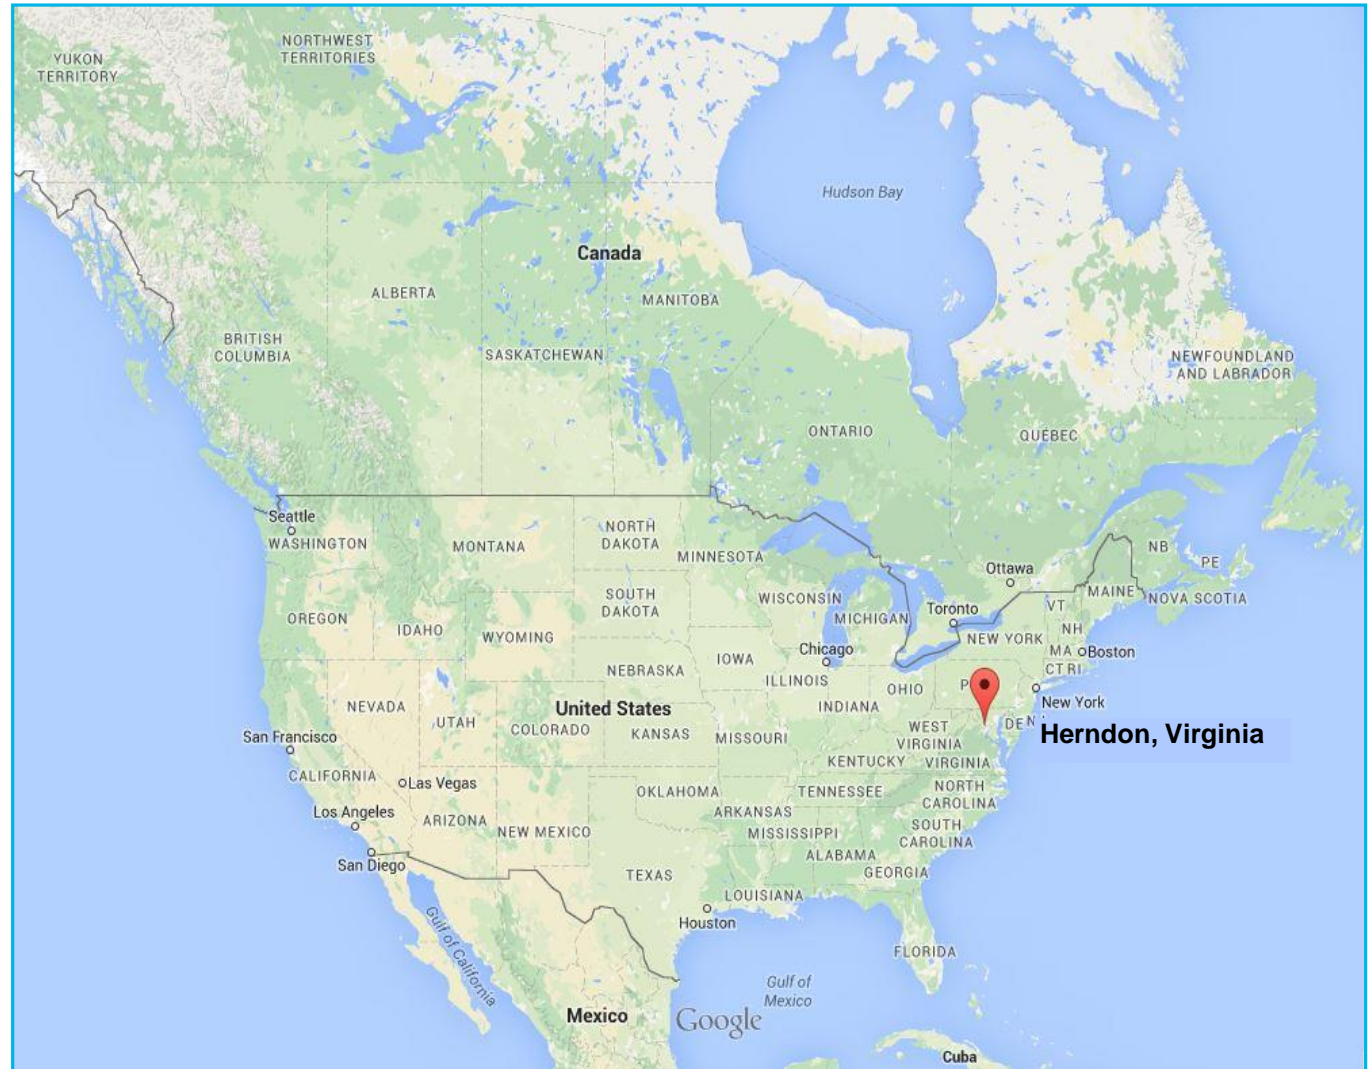 NORTHWEST
TERRITORIES
YUKON
TERRITORY
Hudson Bay
Canada
ALBERTA
MANITOBA
BRITISH
COLUMBIA
SASKATCHEWAN
NEWFOUNDLAND
AND LABRADOR
ONTARIO
QUÉBEC
Seattle
WASHINGTON
MONTANA
NORTH
DAKOTA
MINNESOTA
NB
PE
Ottawa
MAINE
NOVA SCOTIA
OREGON
IDAHO
WYOMING
SOUTH
DAKOTA
WISCONSIN
MICHIGAN
Toronto
VT
NH
NEW YORK
MA
Boston
CT RI
NEBRASKA
IOWA
Chicago
ILLINOIS
INDIANA
OHIO
P
New York
NEVADA
UTAH
COLORADO
United States
KANSAS
MISSOURI
WEST
VIRGINIA
DE
N
Herndon, Virginia
KENTUCKY
VIRGINIA
San Francisco
CALIFORNIA
Las Vegas
OKLAHOMA
TENNESSEE
NORTH
CAROLINA
Los Angeles
ARIZONA
NEW MEXICO
ARKANSAS
MISSISSIPPI
SOUTH
CAROLINA
San Diego
TEXAS
ALABAMA
GEORGIA
LOUISIANA
Houston
FLORIDA
Gulf of California
Gulf of
Mexico
Mexico
Google
Cuba